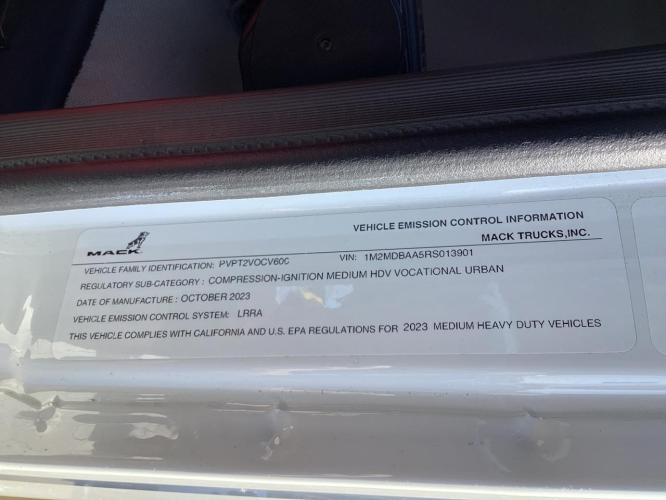 VEHICLE EMISSION CONTROL INFORMATION
MACK
MACK TRUCKS,INC.
VEHICLE FAMILY IDENTIFICATION: PVPT2VOCV60C VIN: 1M2MDBAA5RS013901
REGULATORY SUB-CATEGORY : COMPRESSION-IGNITION MEDIUM HDV VOCATIONAL URBAN
DATE OF MANUFACTURE : OCTOBER 2023
VEHICLE EMISSION CONTROL SYSTEM: LRRA
THIS VEHICLE COMPLIES WITH CALIFORNIA AND U.S. EPA REGULATIONS FOR 2023 MEDIUM HEAVY DUTY VEHICLES